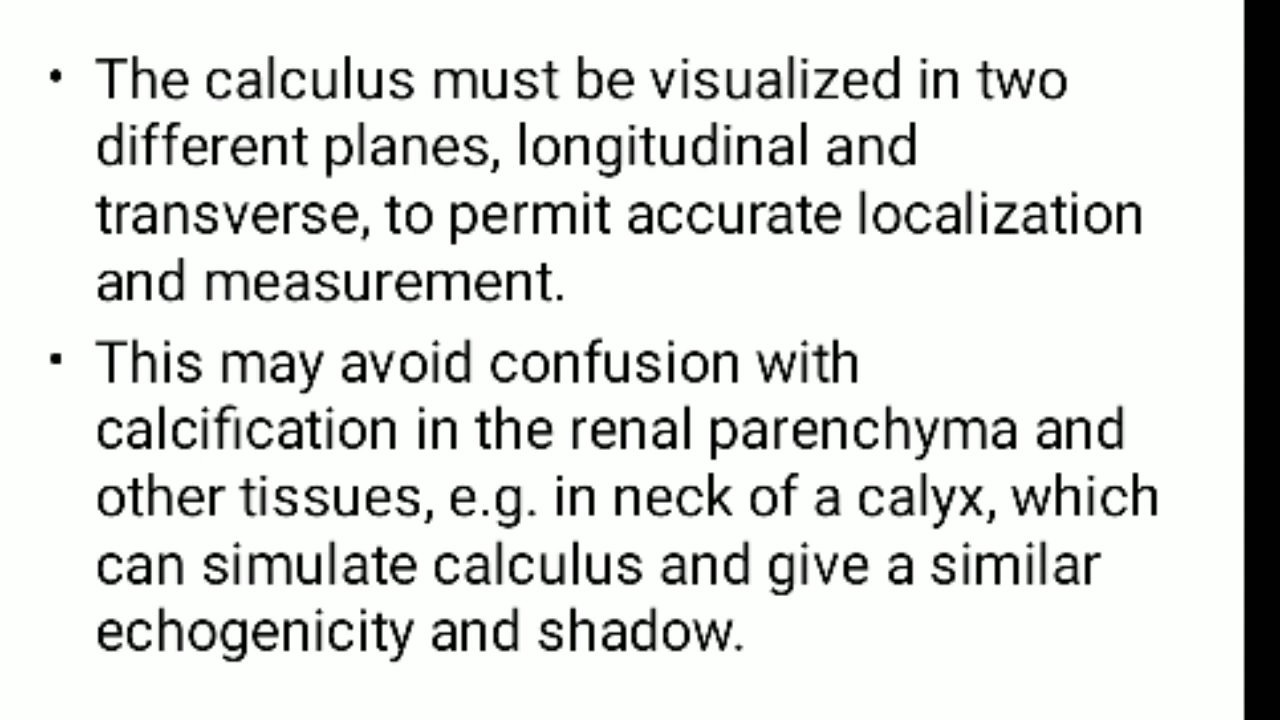 • The calculus must be visualized in two
different planes, longitudinal and
transverse, to permit accurate localization
and measurement.
• This may avoid confusion with
calcification in the renal parenchyma and
other tissues, e.g. in neck of a calyx, which
can simulate calculus and give a similar
echogenicity and shadow.